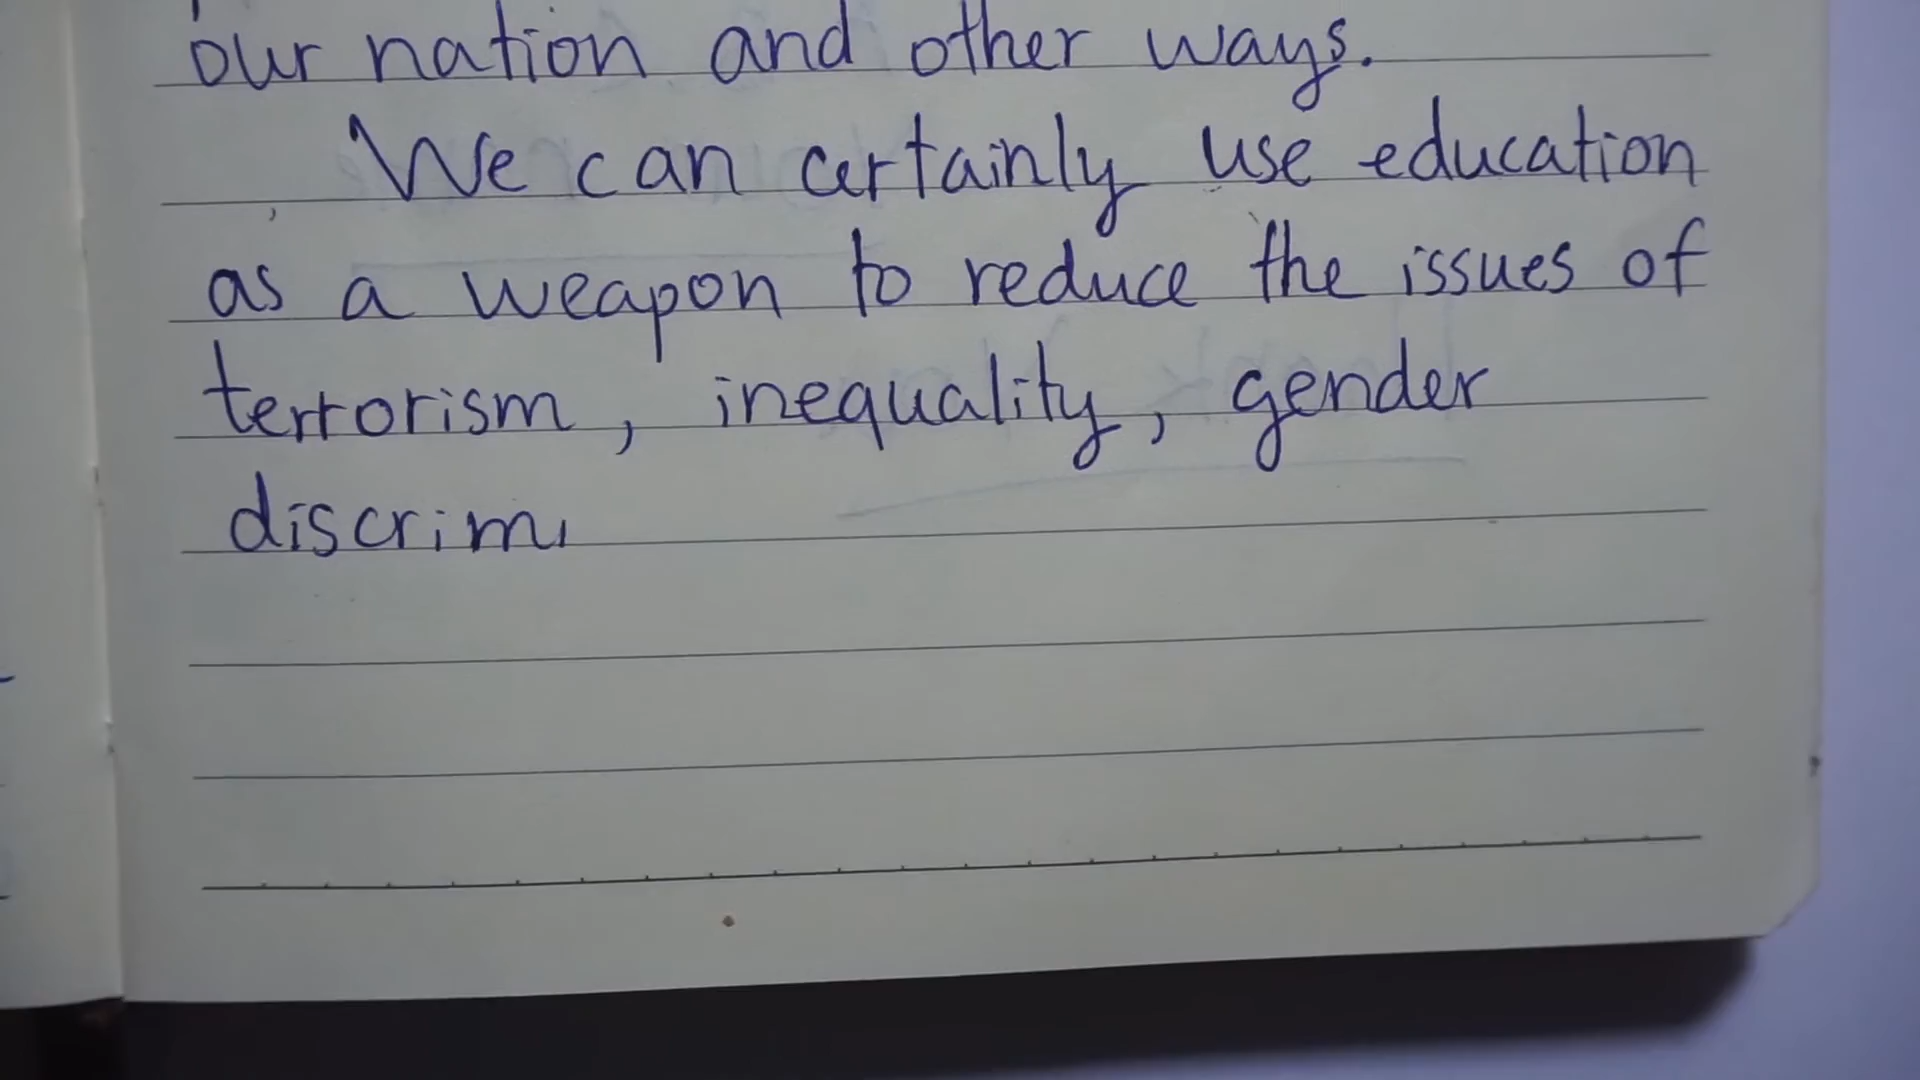 our nation and other ways.
We can certainly use education
as a weapon to reduce the issues of
terrorism, inequality, gender
discrimi